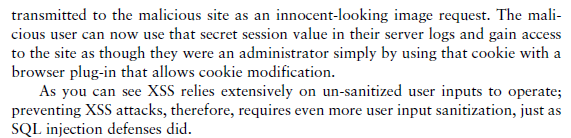 transmitted to the malicious site as an innocent-looking image request. The mali-
cious user can now use that secret session value in their server logs and gain access
to the site as though they were an administrator simply by using that cookie with a
browser plug-in that allows cookie modification.
As you can see XSS relies extensively on un-sanitized user inputs to operate;
preventing XSS attacks, therefore, requires even more user input sanitization, just as
SQL injection defenses did.